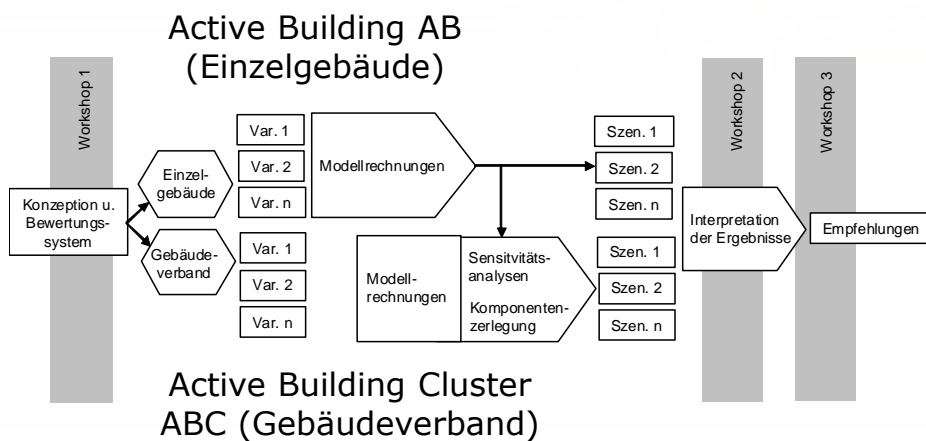 Active Building AB
(Einzelgebäude)
Workshop 1
Workshop 2
Workshop 3
Var. 1
Var. 2
Var. n
Modellrechnungen
Szen. 1
Szen. 2
Szen. n
Einzel-
gebäude
Konzeption u.
Bewertungs-
system
Gebäude-
verband
Var. 1
Var. 2
Var. n
Modell-
rechnungen
Sensitvitäts-
analysen
Komponenten-
zerlegung
Szen. 1
Szen. 2
Szen. n
Interpretation
der Ergebnisse
Empfehlungen
Active Building Cluster
ABC (Gebäudeverband)